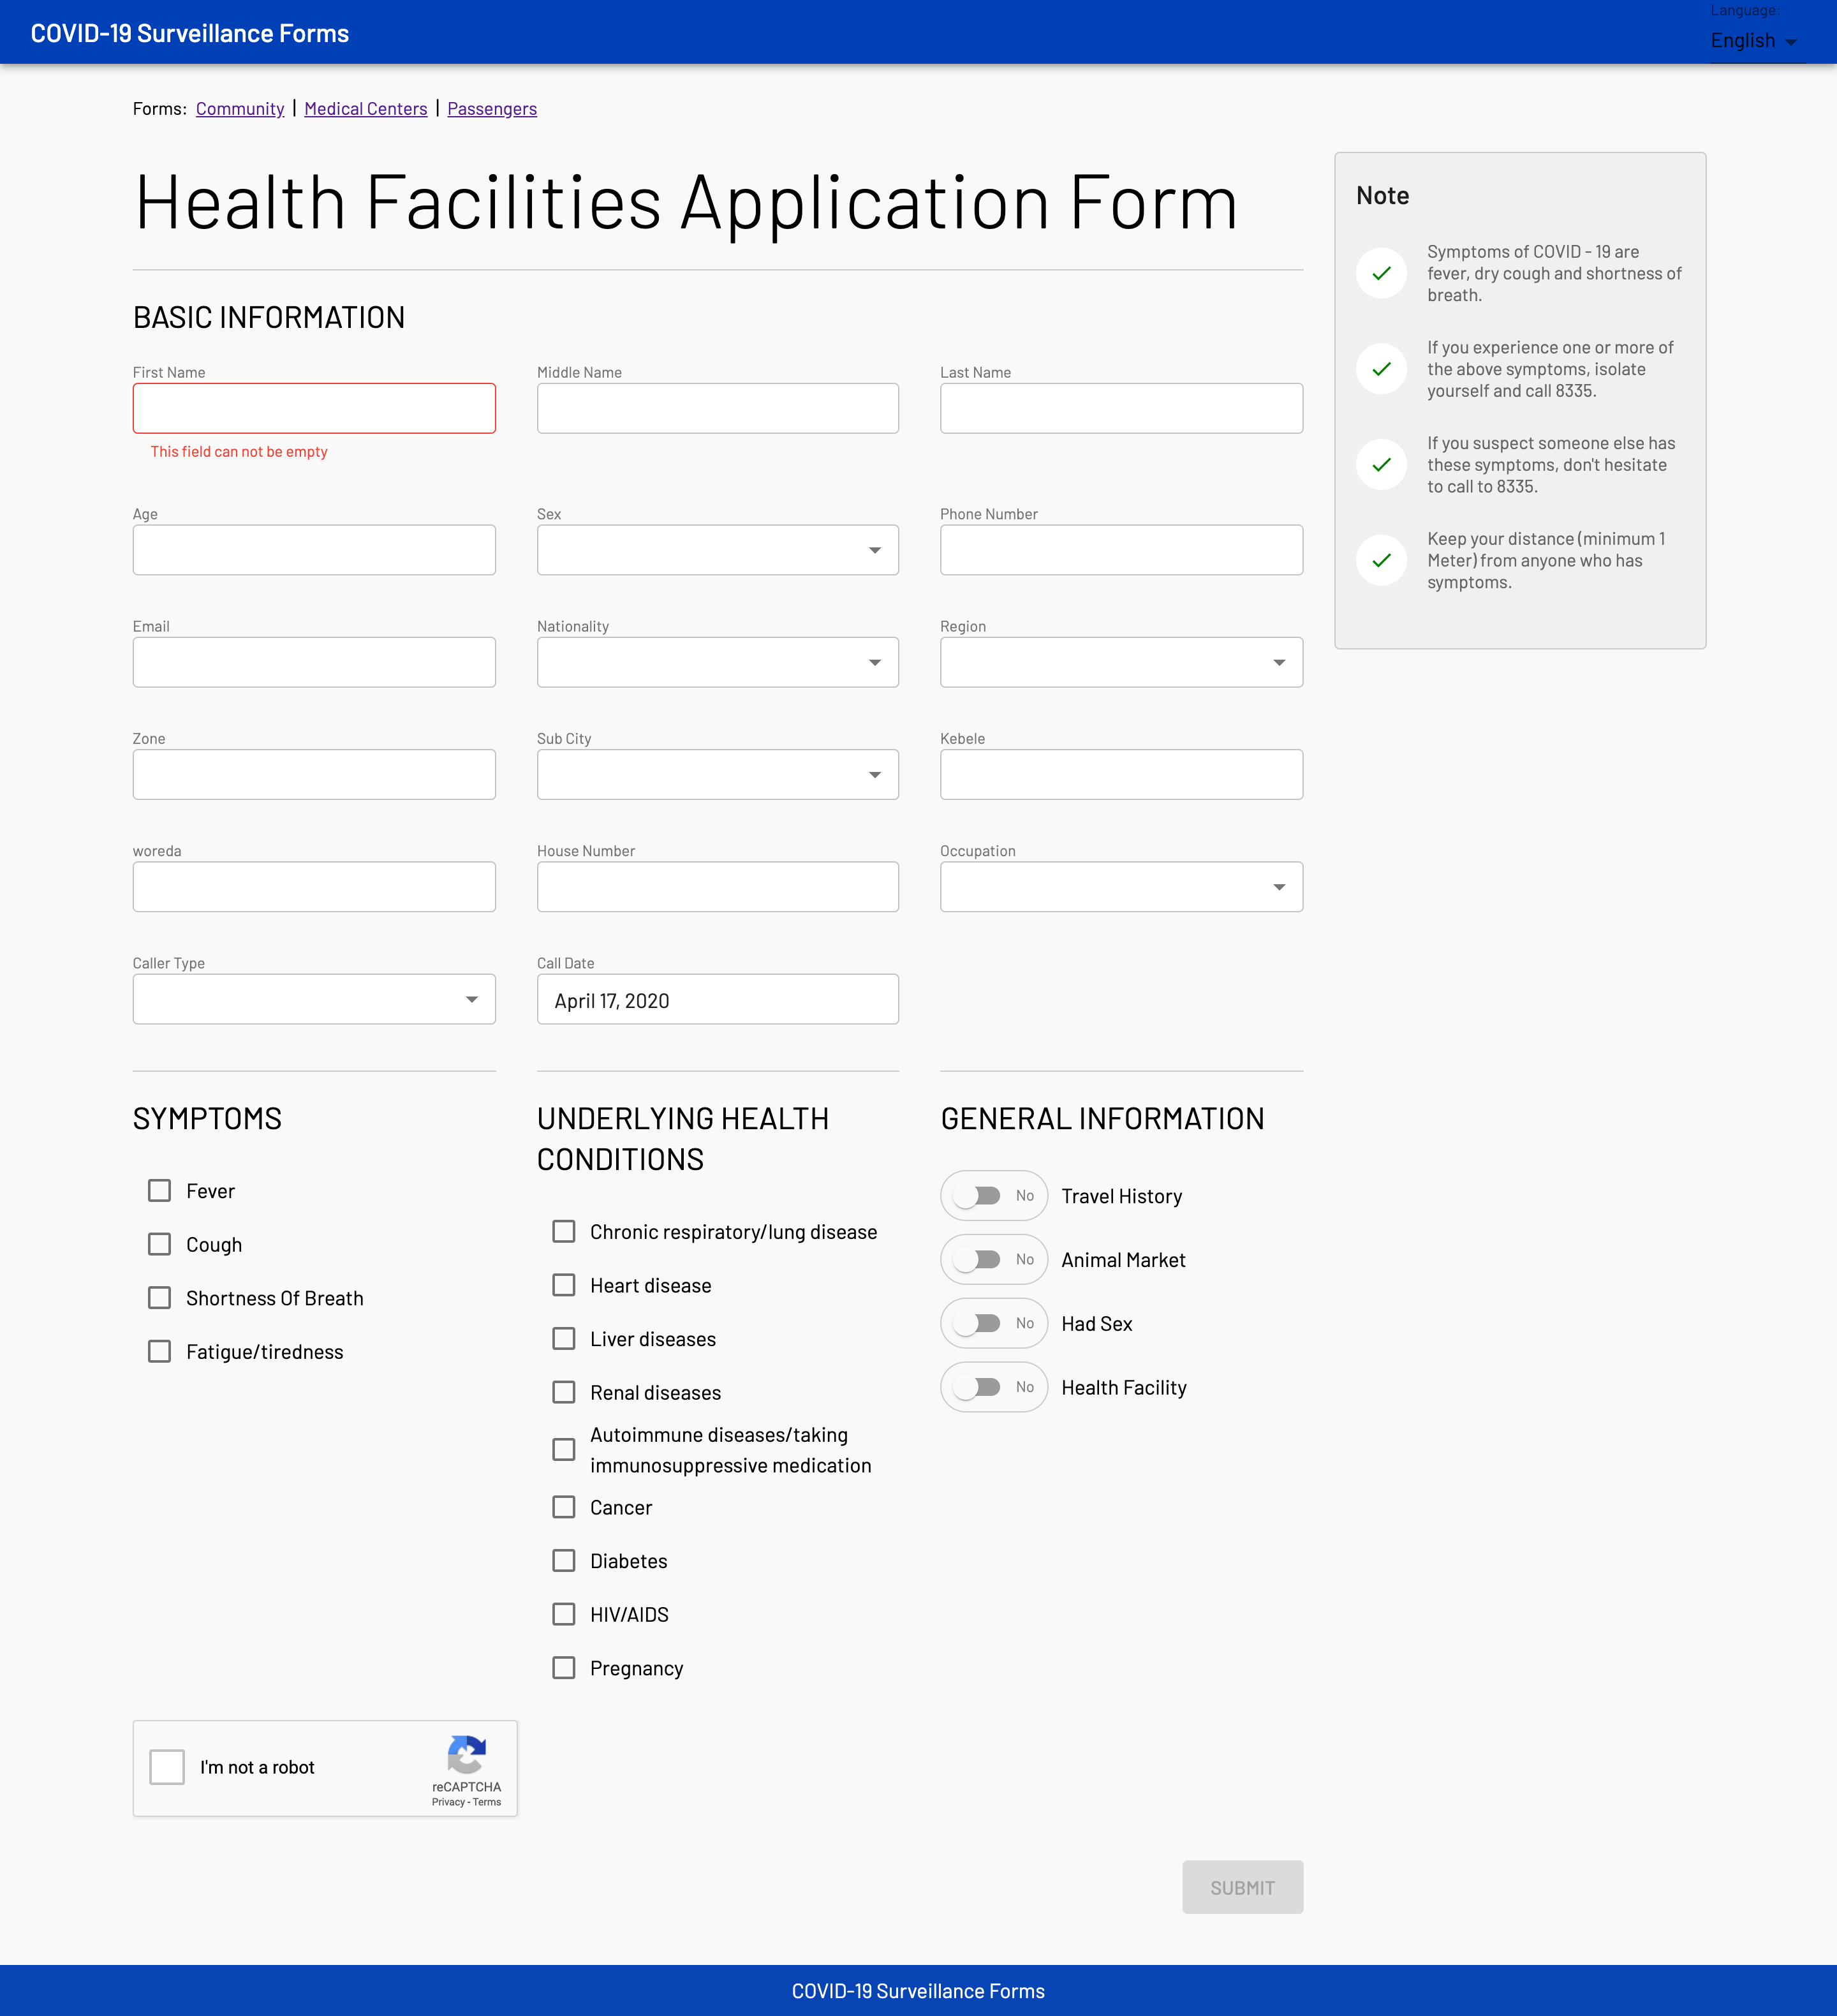 COVID-19 Surveillance Forms
Language:
English
Forms: Community | Medical Centers | Passengers
Health Facilities Application Form
BASIC INFORMATION
First Name
Middle Name
Last Name
This field can not be empty
Age
Sex
Phone Number
Email
Nationality
Region
Zone
Sub City
Kebele
woreda
House Number
Occupation
Caller Type
Call Date
April 17, 2020
SYMPTOMS
Fever
Cough
Shortness Of Breath
Fatigue/tiredness
UNDERLYING HEALTH
CONDITIONS
Chronic respiratory/lung disease
Heart disease
Liver diseases
Renal diseases
Autoimmune diseases/taking
immunosuppressive medication
Cancer
Diabetes
HIV/AIDS
Pregnancy
GENERAL INFORMATION
No Travel History
No Animal Market
No Had Sex
No Health Facility
Note
Symptoms of COVID - 19 are
fever, dry cough and shortness of
breath.
If you experience one or more of
the above symptoms, isolate
yourself and call 8335.
If you suspect someone else has
these symptoms, don't hesitate
to call to 8335.
Keep your distance (minimum 1
Meter) from anyone who has
symptoms.
I'm not a robot
reCAPTCHA
Privacy - Terms
SUBMIT
COVID-19 Surveillance Forms